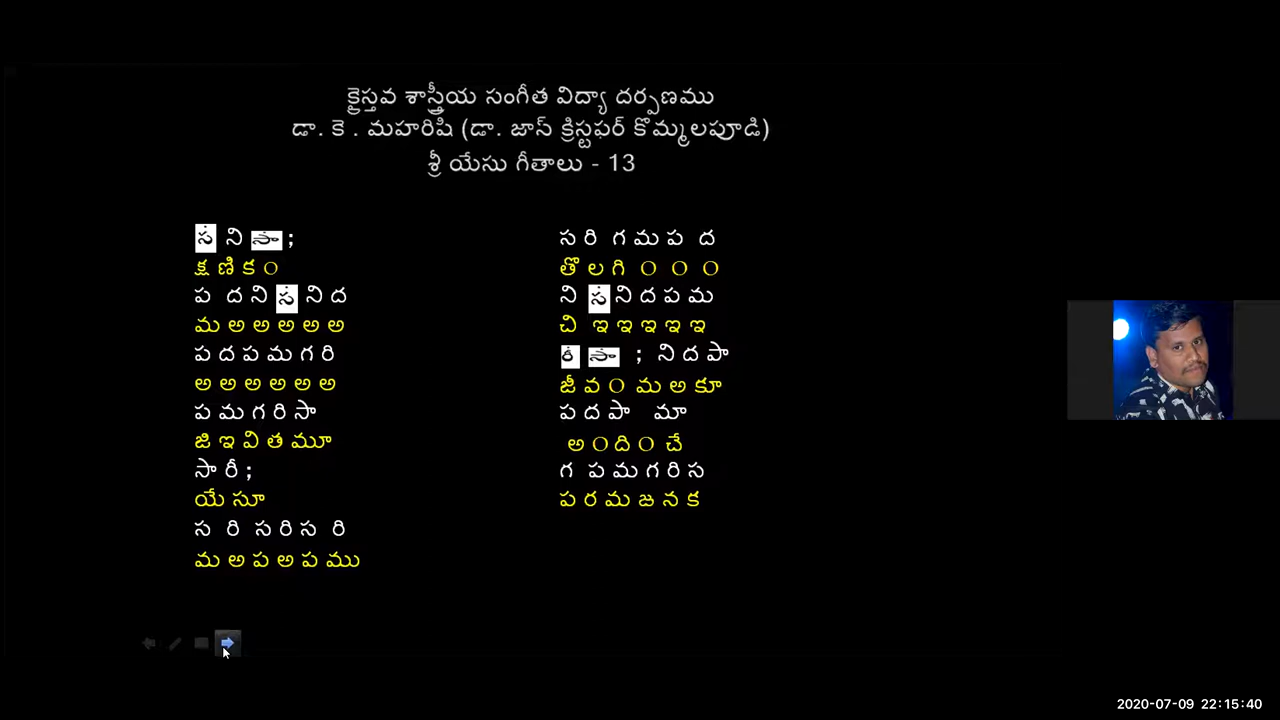 క్రైస్తవ శాస్త్రీయ సంగీత విద్యా దర్పణము
డా. కె . మహరిషి (డా. జాస్ క్రిస్టఫర్ కొమ్మలపూడి)
శ్రీ యేసు గీతాలు - 13
స ని సా ;
క్ష ణి క ం
ప ద ని స ని ద
మ అ అ అ అ అ
ప ద ప మ గ రి
అ అ అ అ అ అ
ప మ గ రి సా
జి ఇ వి త మూ
సా రీ ;
యే సూ
స రి స రి స రి
మ అ ప అ ప ము
స రి గ మ ప ద
తొ ల గి ం ం ం
ని స ని ద ప మ
చి ఇ ఇ ఇ ఇ ఇ
రి సా ; ని ద పా
జీ వ ం మ అ కూ
ప ద పా మా
అ ం ది ం చే
గ ప మ గ రి స
ప ర మ జ న క
2020-07-09 22:15:40